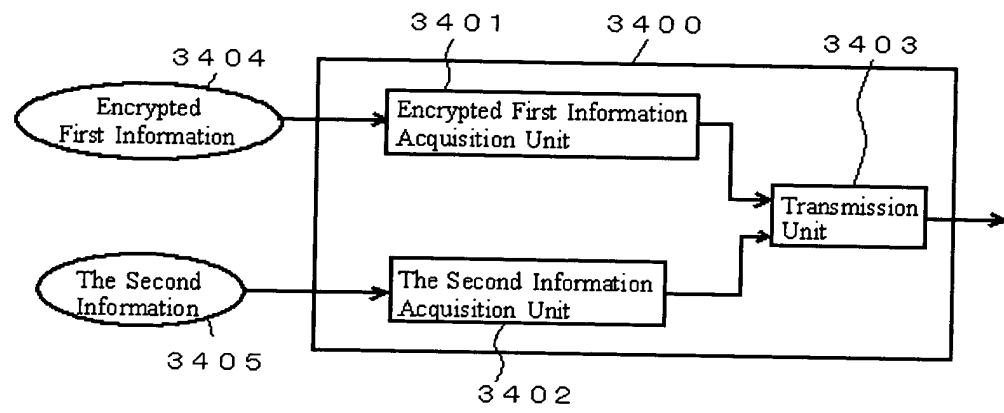 3401
3400
3403
3404
Encrypted
First Information
Encrypted First Information
Acquisition Unit
Transmission
Unit
The Second
Information
The Second Information
Acquisition Unit
3405
3402